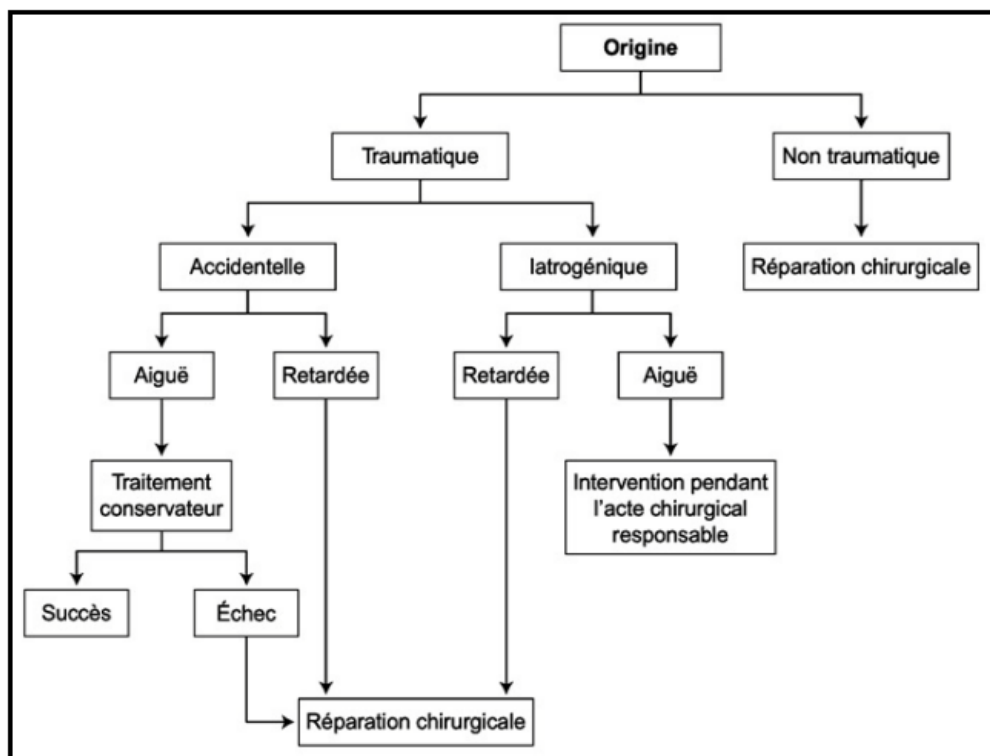 Origine
Traumatique
Non traumatique
Accidentelle
Iatrogénique
Réparation chirurgicale
Aiguë
Retardée
Retardée
Aiguë
Traitement
conservateur
Intervention pendant
l'acte chirurgical
responsable
Succès
Échec
Réparation chirurgicale